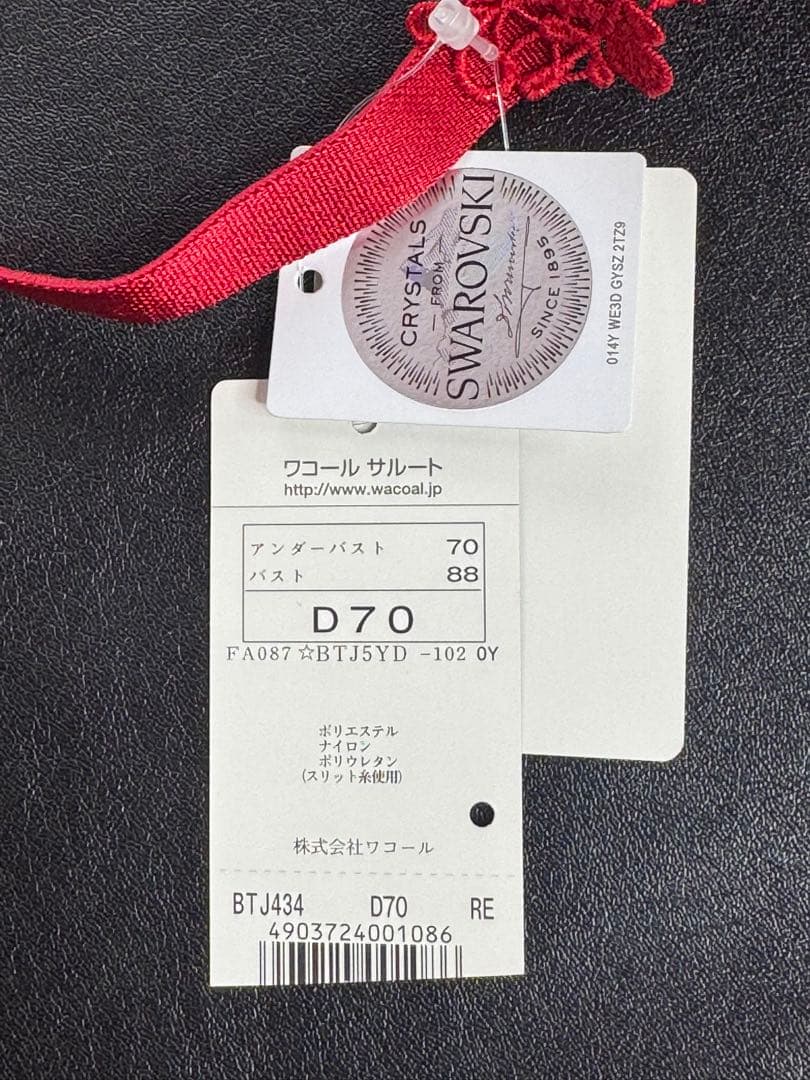 CRYSTALS
FROM
SWAROVSKI
SINCE 1895
014Y WE3D GYSZ 2TZ9
ワコール サルート
http://www.wacoal.jp
アンダーバスト 70
バスト 88
D70
FA087 ☆BTJ5YD -102 0Y
ポリエステル
ナイロン
ポリウレタン
(スリット糸使用)
株式会社ワコール
BTJ434 D70 RE
4903724001086